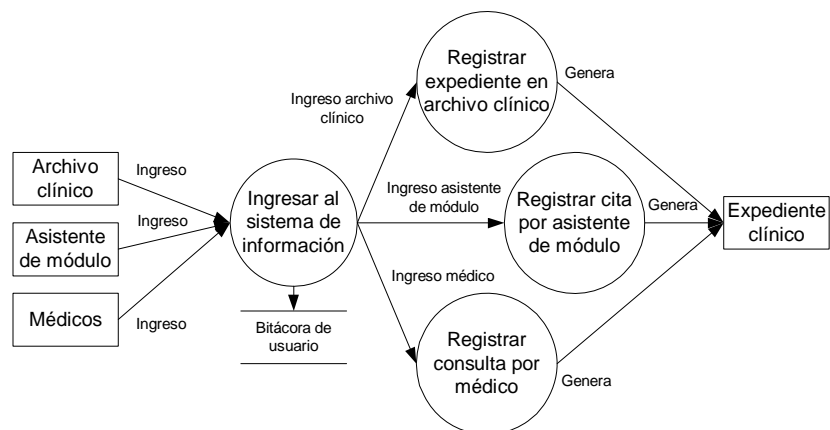 Registrar
expediente en
archivo clínico
Genera
Ingreso archivo
clínico
Archivo
clínico
Ingreso
Ingresar al
sistema de
información
Ingreso asistente
de módulo
Registrar cita
por asistente
de módulo
Genera
Expediente
clínico
Asistente
de módulo
Ingreso
Médicos
Ingreso
Ingreso médico
Bitácora de
usuario
Registrar
consulta por
médico
Genera